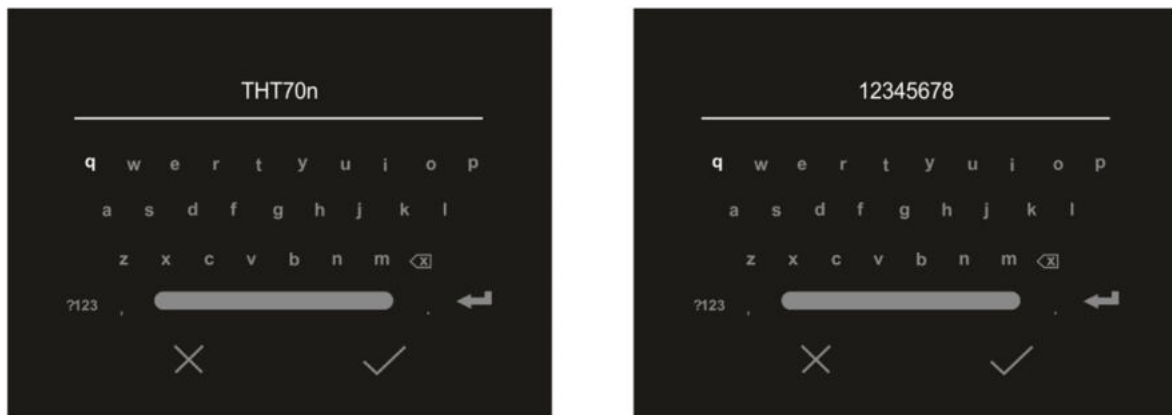 THT70n
q w e r t y u i o p
a s d f g h j k l
z x c v b n m
?123 , .
12345678
q w e r t y u i o p
a s d f g h j k l
z x c v b n m
?123 , .